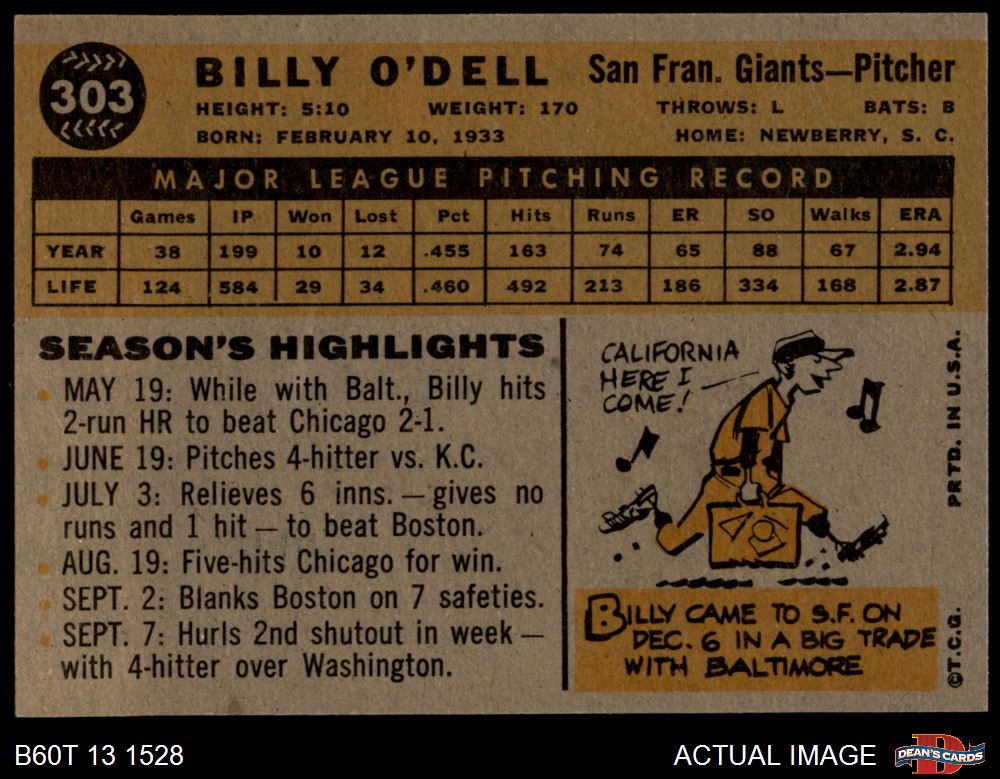 303
BILLY O'DELL
San Fran. Giants—Pitcher
HEIGHT: 5:10 WEIGHT: 170 THROWS: L BATS: B
BORN: FEBRUARY 10, 1933 HOME: NEWBERRY, S. C.
MAJOR LEAGUE PITCHING RECORD
Games IP Won Lost Pct Hits Runs ER SO Walks ERA
YEAR 38 199 10 12 .455 163 74 65 88 67 2.94
LIFE 124 584 29 34 .460 492 213 186 334 168 2.87
SEASON'S HIGHLIGHTS
MAY 19: While with Balt., Billy hits
2-run HR to beat Chicago 2-1.
JUNE 19: Pitches 4-hitter vs. K.C.
JULY 3: Relieves 6 inns. — gives no
runs and 1 hit — to beat Boston.
AUG. 19: Five-hits Chicago for win.
SEPT. 2: Blanks Boston on 7 safeties.
SEPT. 7: Hurls 2nd shutout in week —
with 4-hitter over Washington.
CALIFORNIA
HERE I
COME!
BILLY CAME TO S.F. ON
DEC. 6 IN A BIG TRADE
WITH BALTIMORE
©T.C.G. PRTD. IN U.S.A.
B60T 13 1528
ACTUAL IMAGE
DEAN'S CARDS